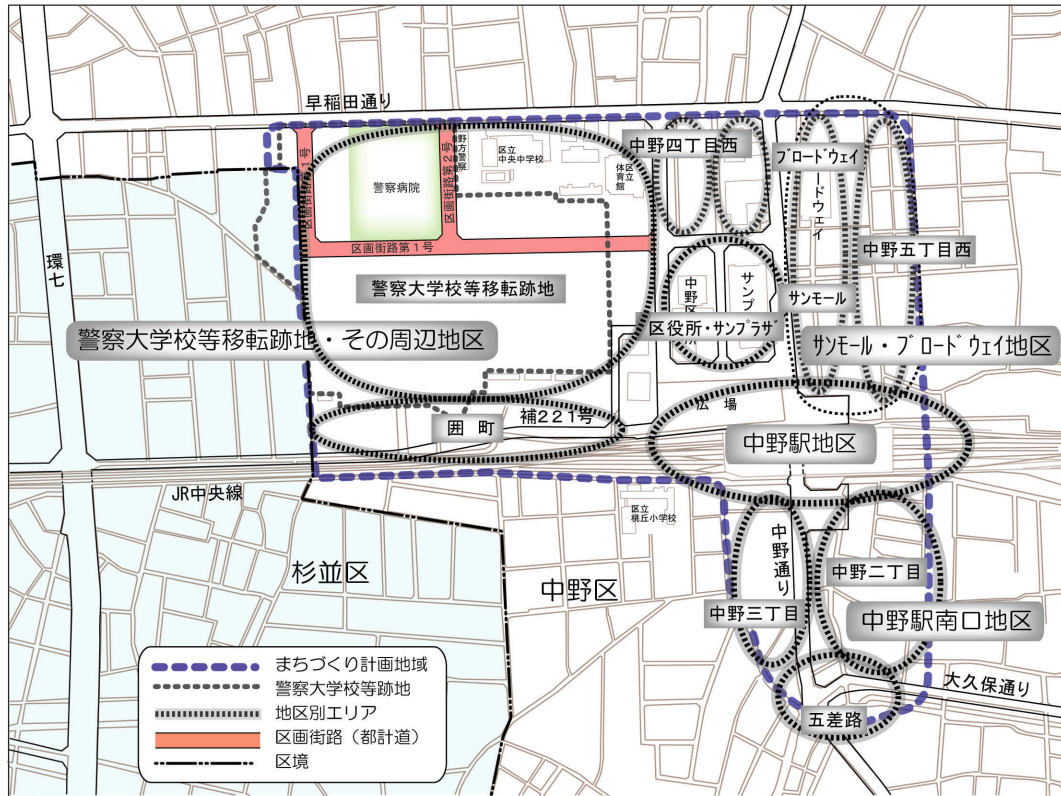 早稲田通り
区画街路第1号
警察病院
区画街路第2号
野方警察
区立
中央中学校
区立
体育館
中野四丁目西
ブロードウェイ
ードウェイ
中野五丁目西
環七
区画街路第1号
警察大学校等移転跡地
中野区
サンプ
サンモール
区役所・サンプラザ
警察大学校等移転跡地・その周辺地区
サンモール・ブロードウェイ地区
広場
補221号
囲町
中野駅地区
JR中央線
区立
桃丘小学校
中野通り
杉並区
中野区
中野二丁目
中野三丁目
中野駅南口地区
大久保通り
五差路
まちづくり計画地域
警察大学校等跡地
地区別エリア
区画街路（都計道）
区境